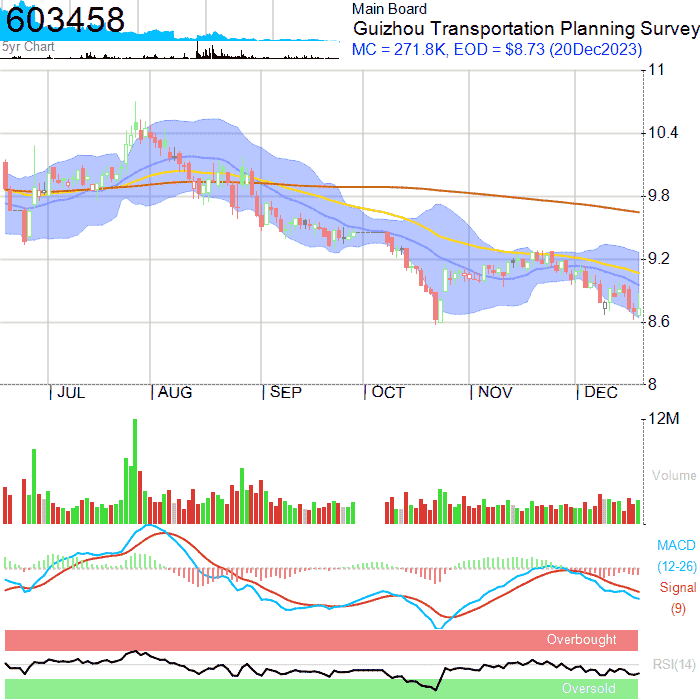 603458
5yr Chart
Main Board
Guizhou Transportation Planning Survey
MC = 271.8K, EOD = $8.73 (20Dec2023)
11
10.4
9.8
9.2
8.6
8
JUL
AUG
SEP
OCT
NOV
DEC
12M
Volume
MACD
(12-26)
Signal
(9)
Overbought
RSI(14)
Oversold